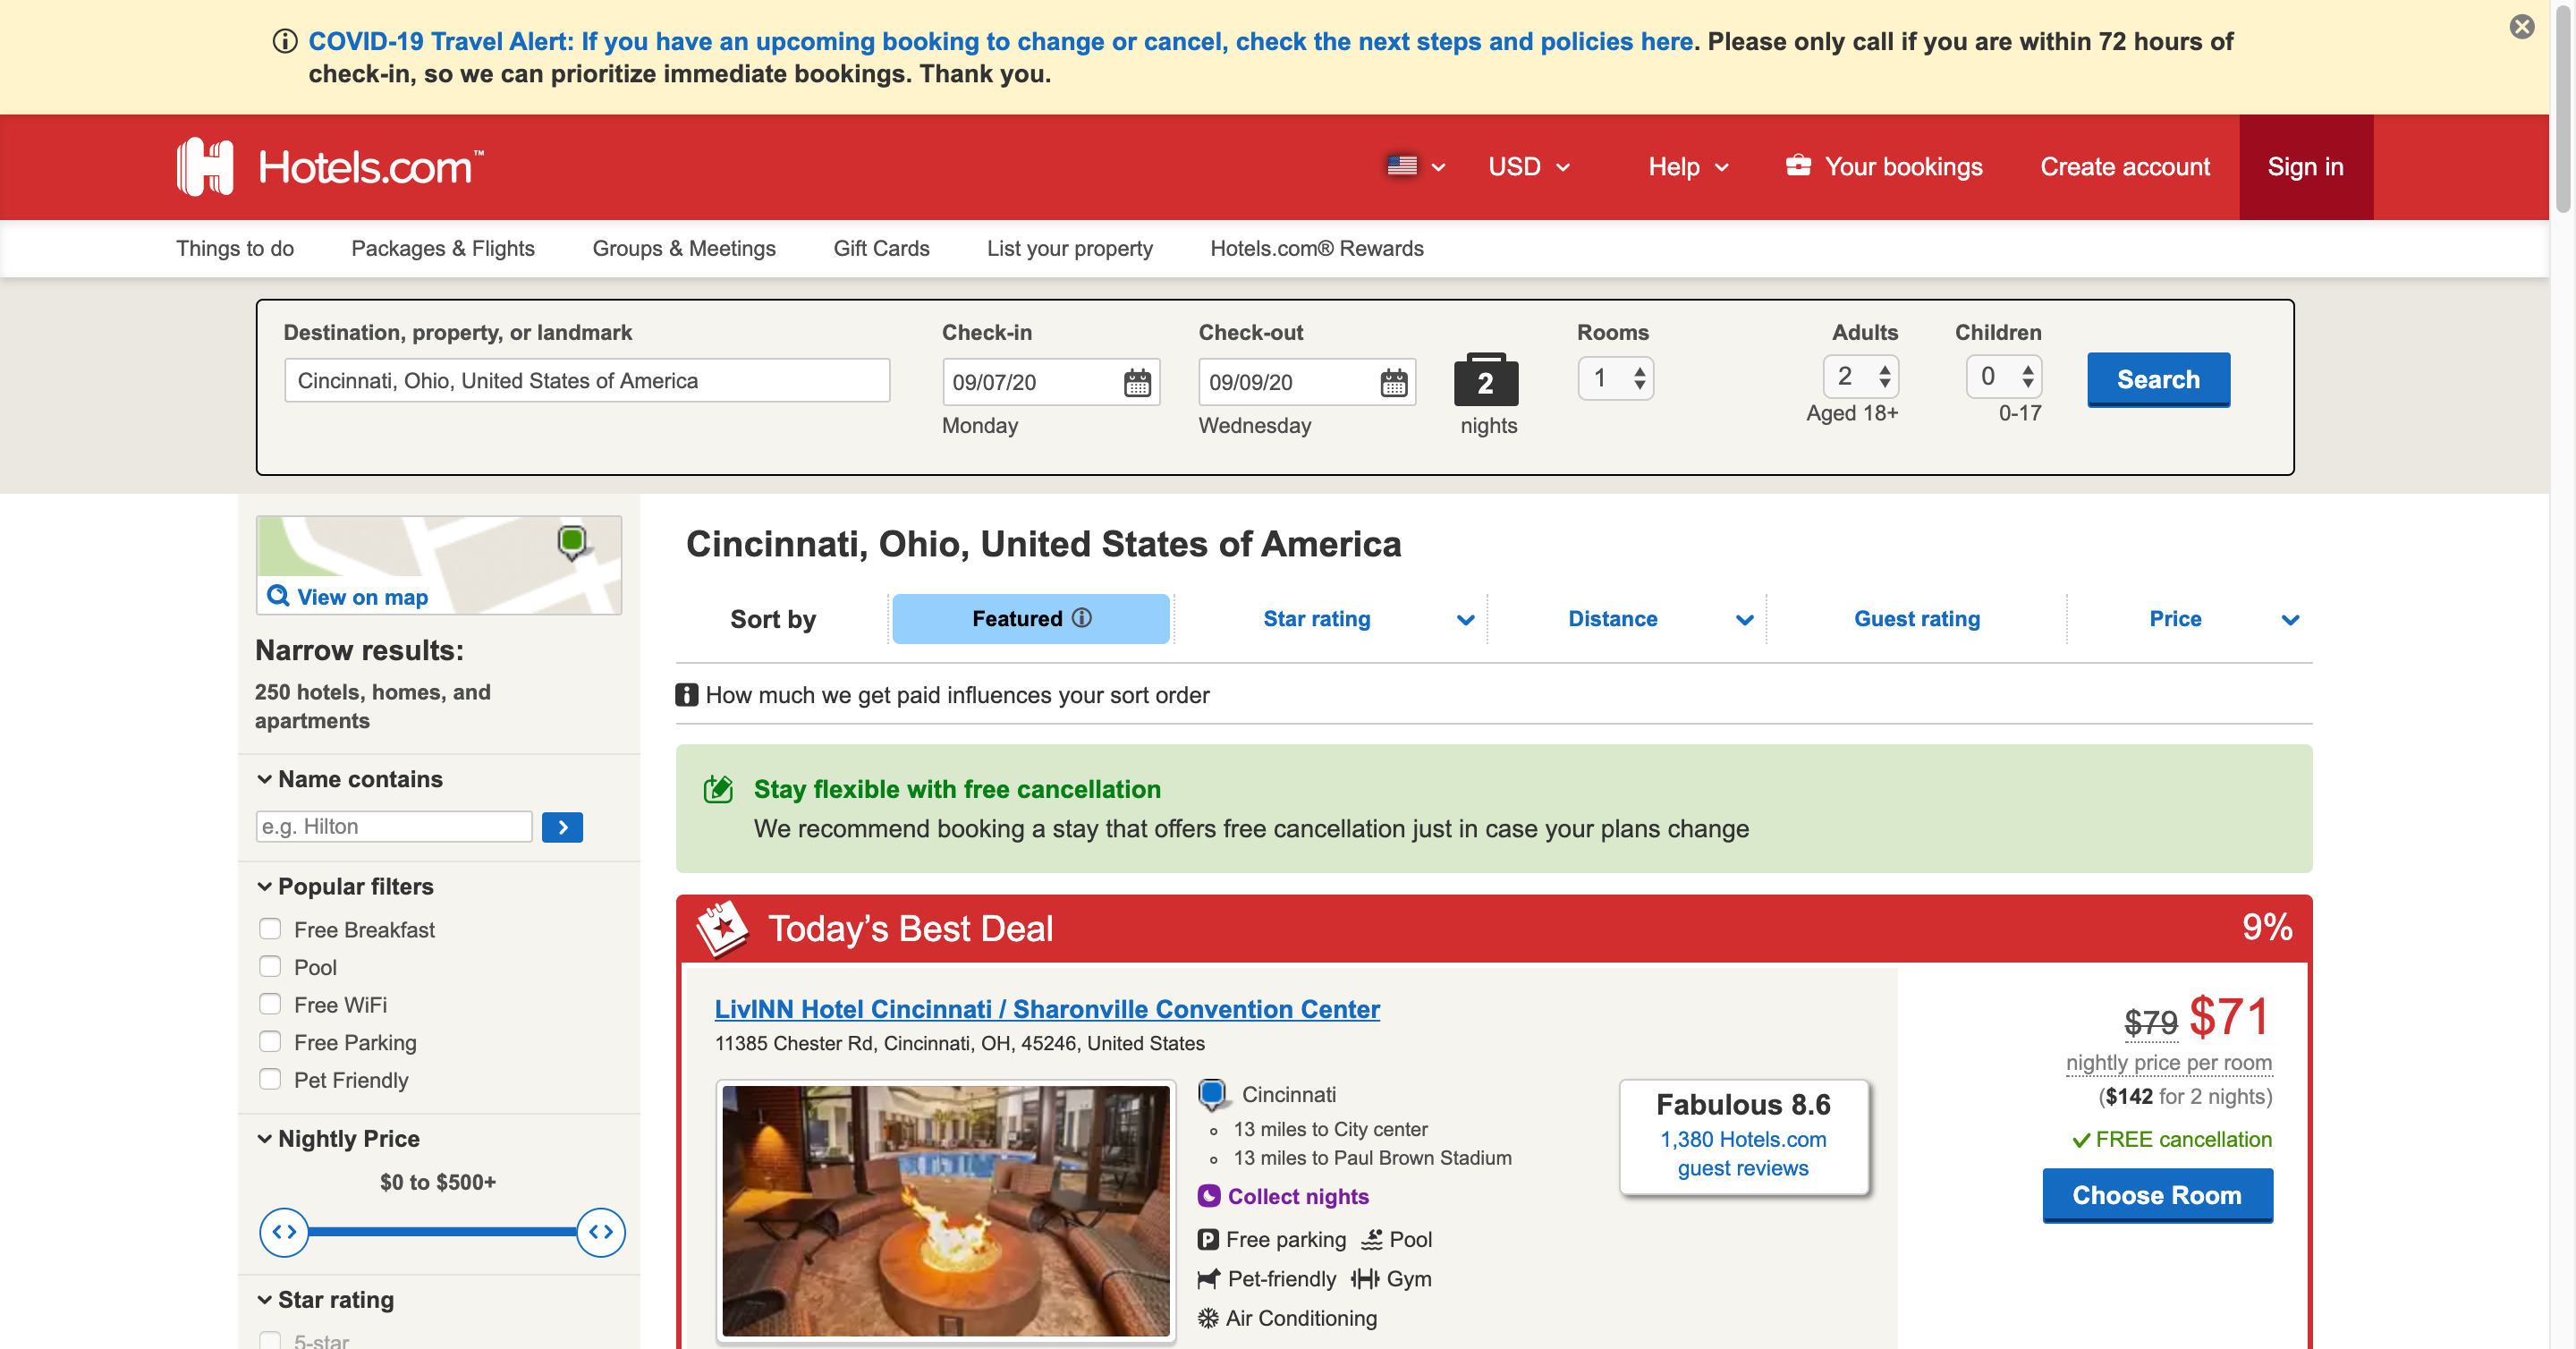 COVID-19 Travel Alert: If you have an upcoming booking to change or cancel, check the next steps and policies here. Please only call if you are within 72 hours of
check-in, so we can prioritize immediate bookings. Thank you.
Hotels.com™
USD
Help
Your bookings
Create account
Sign in
Things to do
Packages & Flights
Groups & Meetings
Gift Cards
List your property
Hotels.com® Rewards
Destination, property, or landmark
Cincinnati, Ohio, United States of America
Check-in
09/07/20
Monday
Check-out
09/09/20
Wednesday
2
nights
Rooms
1
Adults
2
Aged 18+
Children
0
0-17
Search
View on map
Narrow results:
250 hotels, homes, and
apartments
Name contains
e.g. Hilton
Popular filters
Free Breakfast
Pool
Free WiFi
Free Parking
Pet Friendly
Nightly Price
$0 to $500+
Star rating
5-star
Cincinnati, Ohio, United States of America
Sort by
Featured
Star rating
Distance
Guest rating
Price
How much we get paid influences your sort order
Stay flexible with free cancellation
We recommend booking a stay that offers free cancellation just in case your plans change
Today's Best Deal
9%
LivINN Hotel Cincinnati / Sharonville Convention Center
11385 Chester Rd, Cincinnati, OH, 45246, United States
Cincinnati
13 miles to City center
13 miles to Paul Brown Stadium
Collect nights
P Free parking Pool
Pet-friendly Gym
Air Conditioning
Fabulous 8.6
1,380 Hotels.com
guest reviews
$79 $71
nightly price per room
($142 for 2 nights)
FREE cancellation
Choose Room